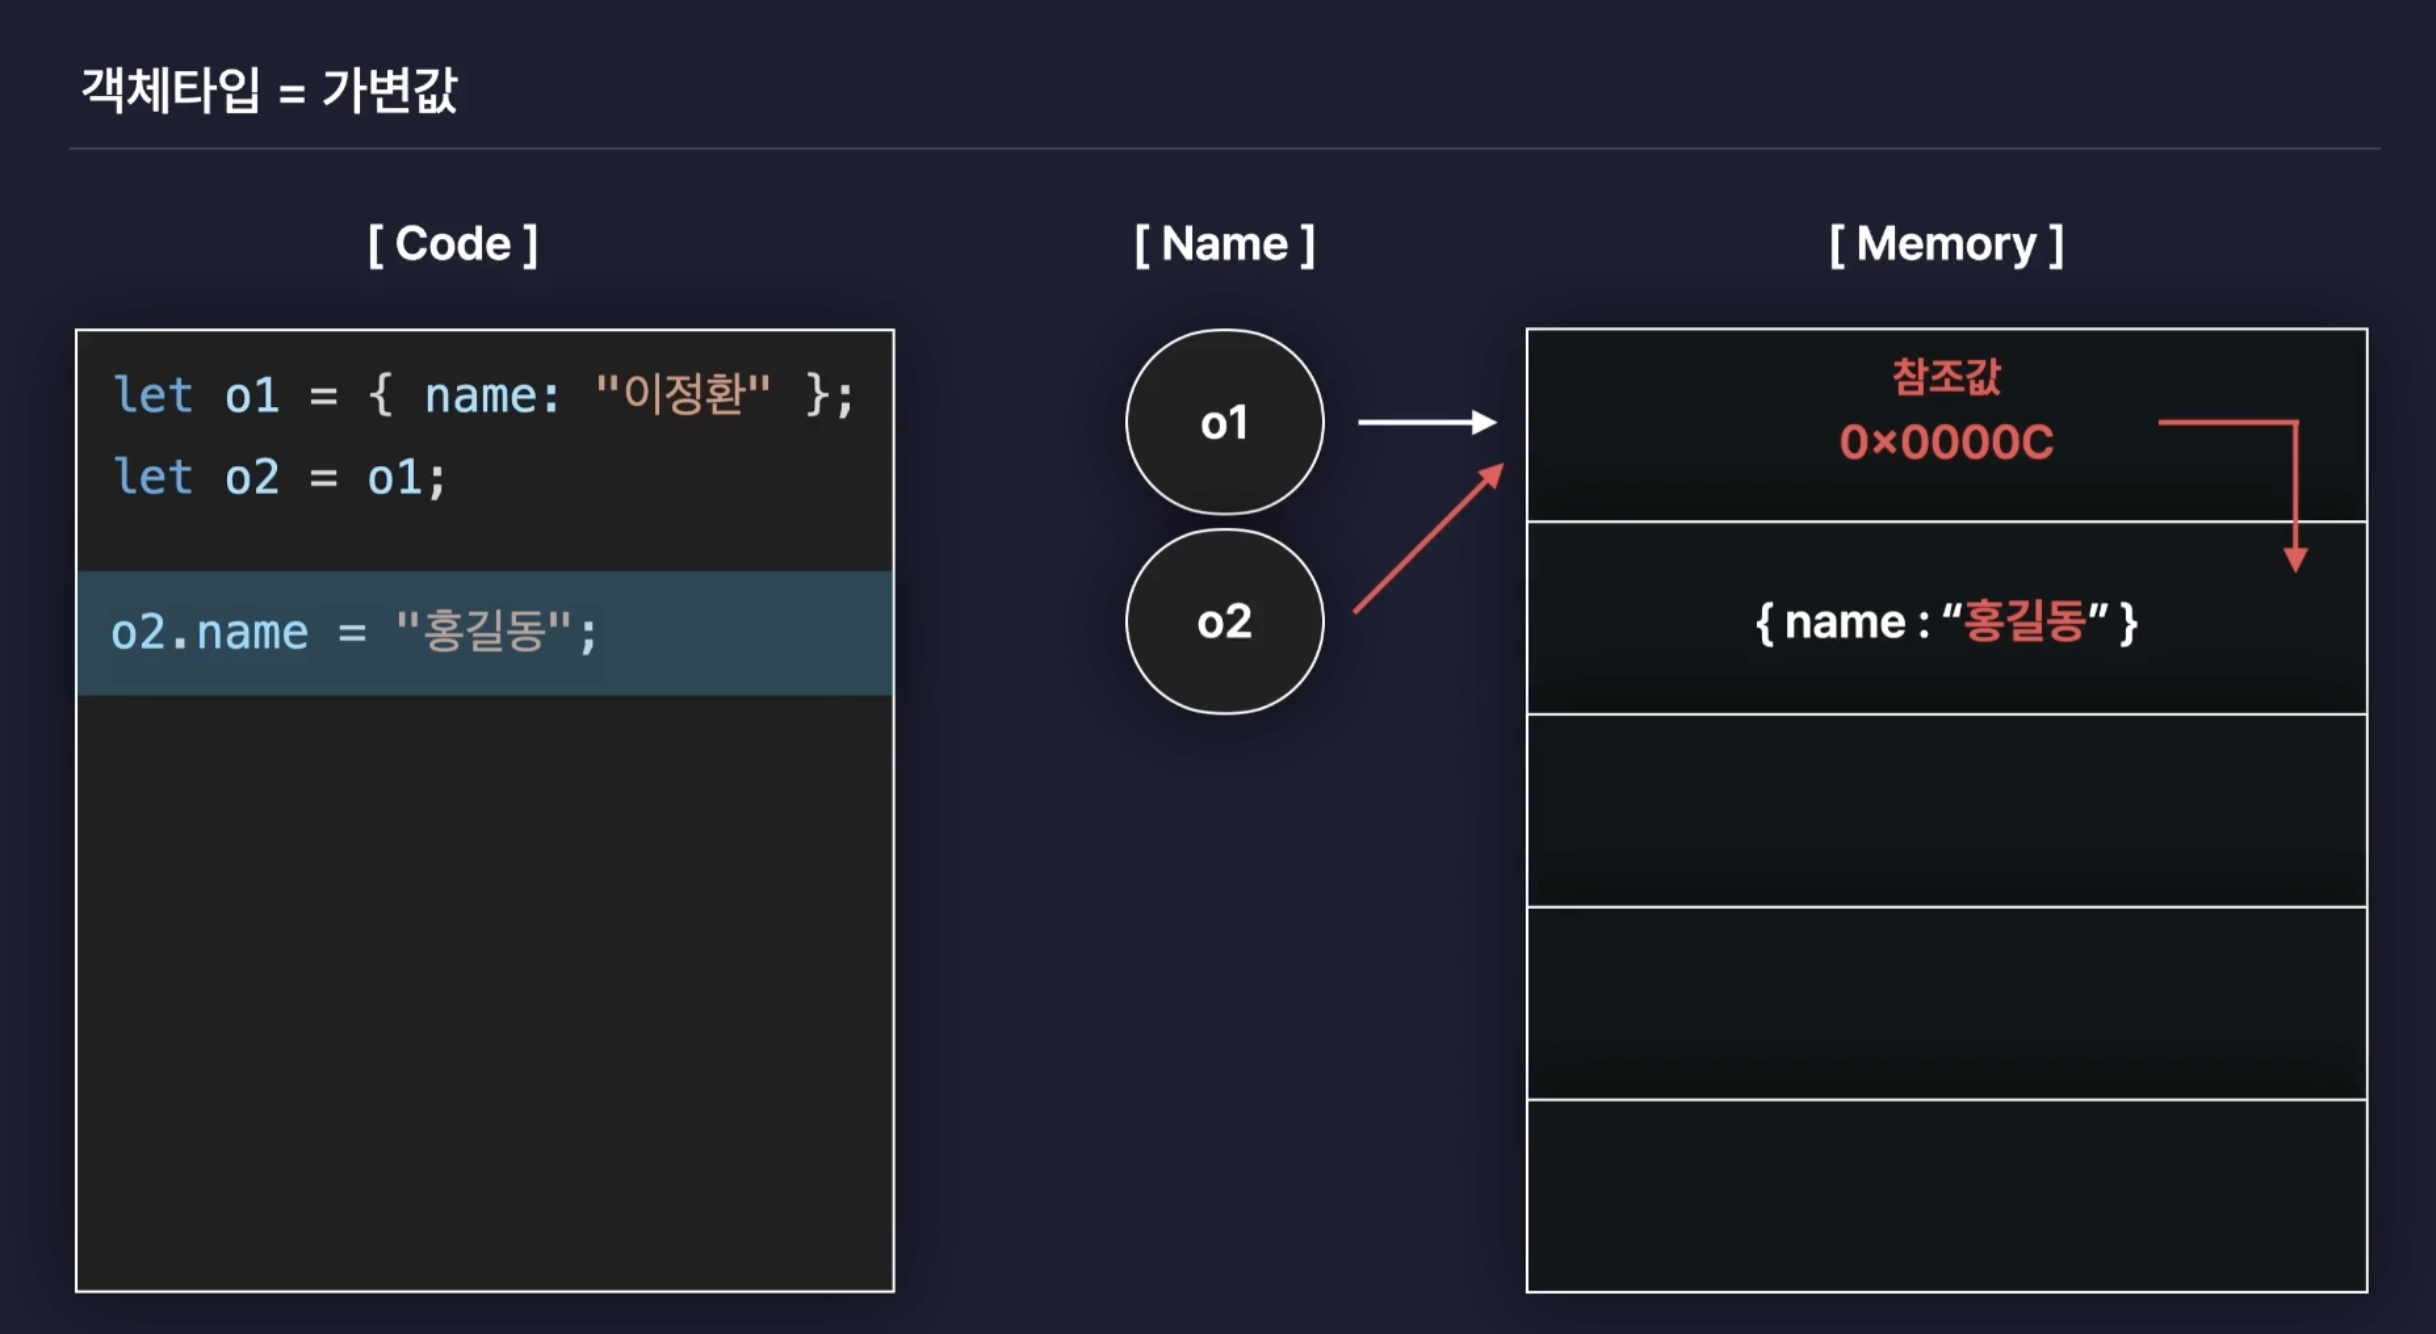 객체타입 = 가변값
[ Code ]
[ Name ]
[ Memory ]
let o1 = { name: "이정환" };
let o2 = o1;
o2.name = "홍길동";
o1
o2
참조값
0×0000C
{ name : “홍길동” }